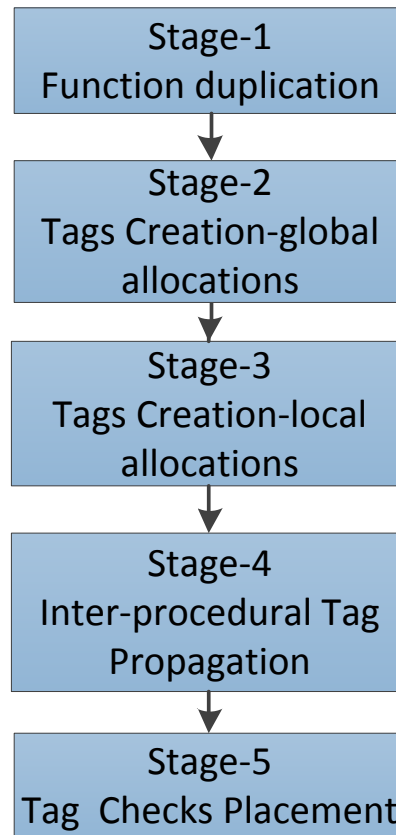 Stage-1
Function duplication
Stage-2
Tags Creation-global
allocations
Stage-3
Tags Creation-local
allocations
Stage-4
Inter-procedural Tag
Propagation
Stage-5
Tag Checks Placement